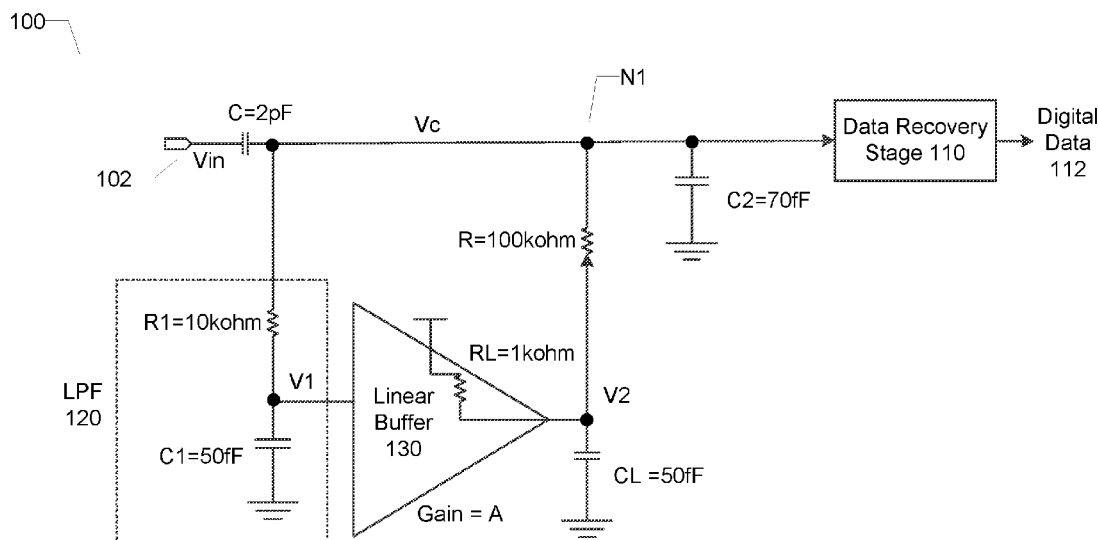 100
C=2pF
Vin
102
Vc
N1
Data Recovery
Stage 110
Digital
Data
112
C2=70fF
R=100kohm
R1=10kohm
RL=1kohm
LPF
120
V1
Linear
Buffer
130
V2
C1=50fF
CL =50fF
Gain = A